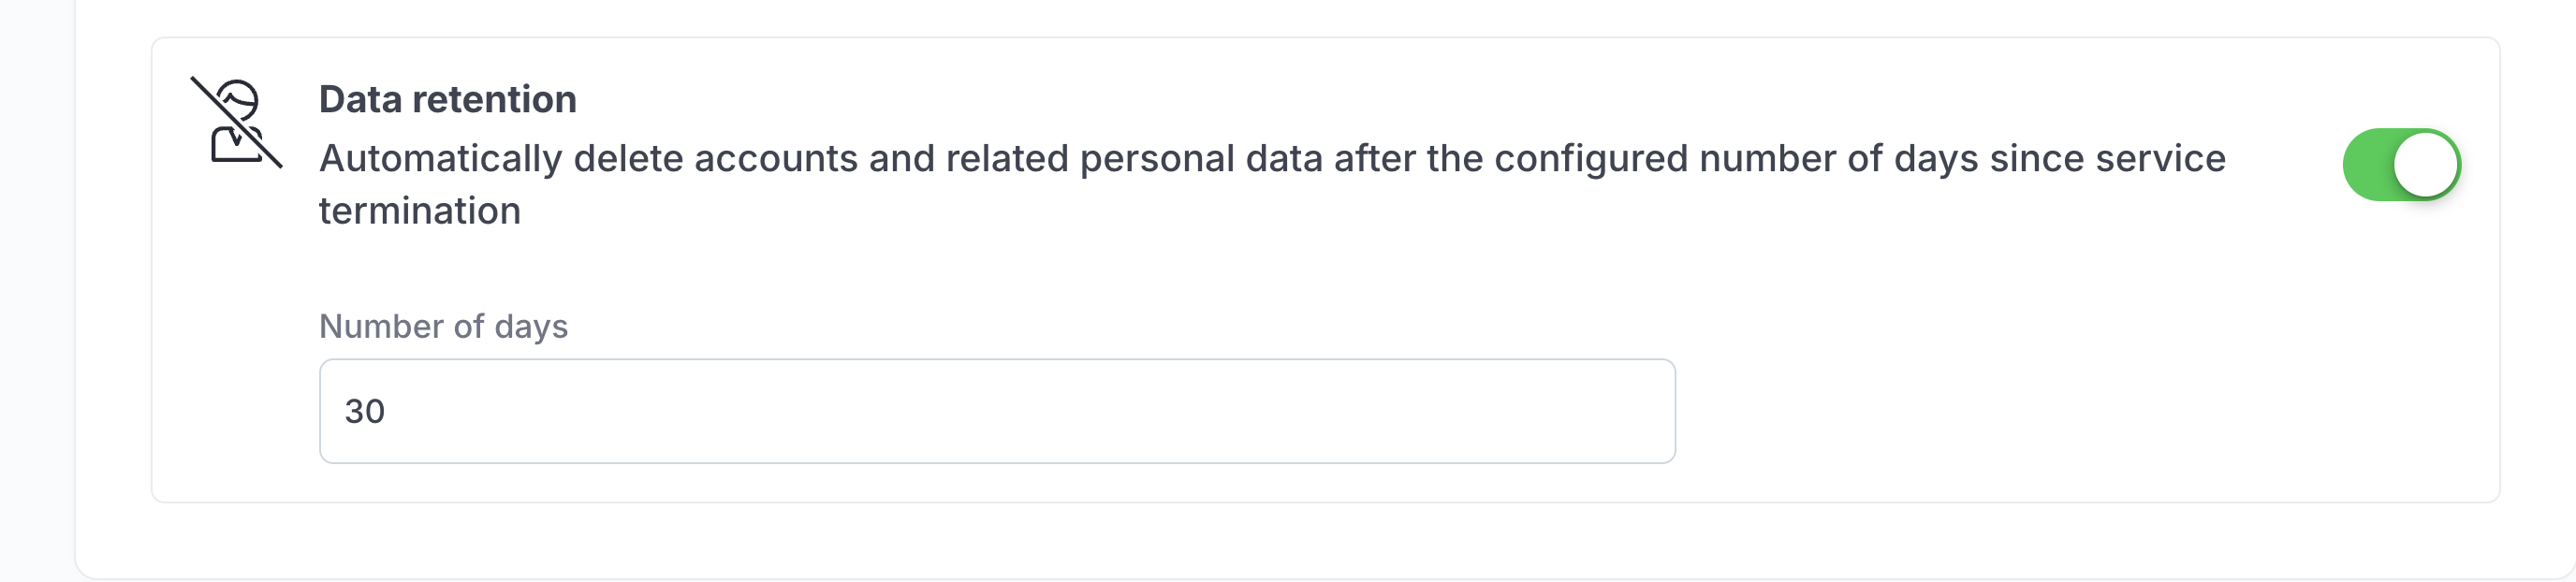 Data retention
Automatically delete accounts and related personal data after the configured number of days since service
termination
Number of days
30